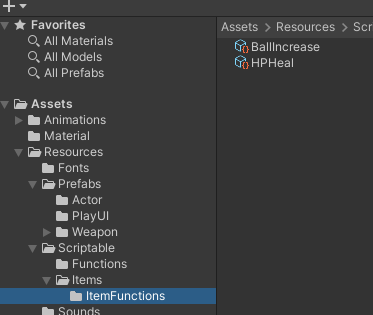 Favorites
All Materials
All Models
All Prefabs
Assets
Animations
Material
Resources
Fonts
Prefabs
Actor
PlayUI
Weapon
Scriptable
Functions
Items
ItemFunctions
Sounds
Assets > Resources > Scr
BallIncrease
HPHeal